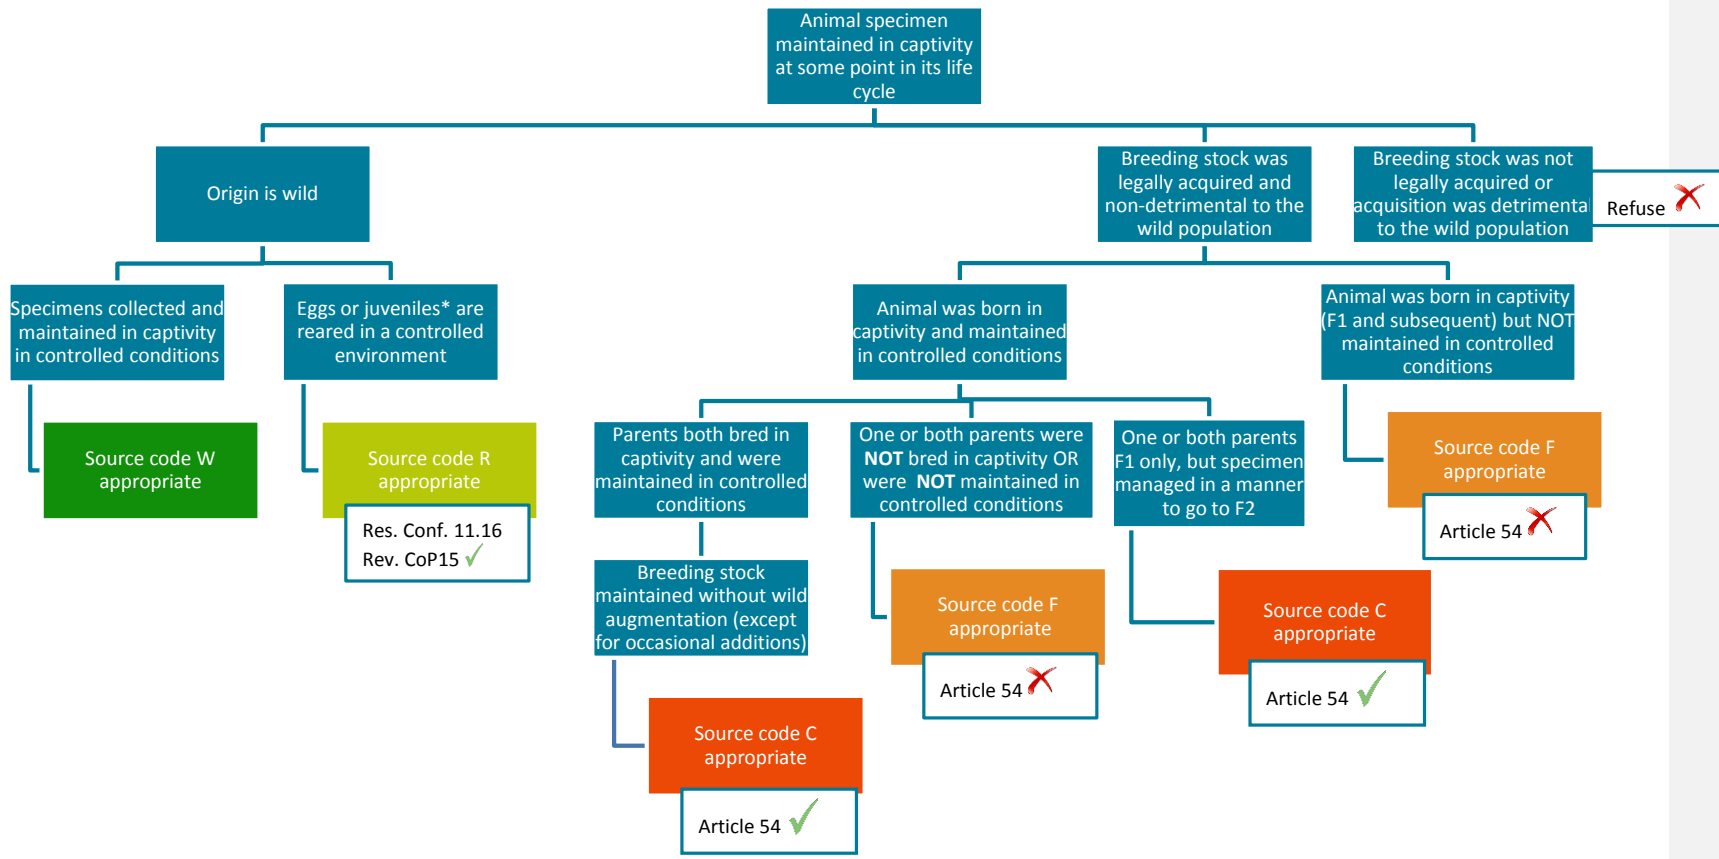 Animal specimen
maintained in captivity
at some point in its life
cycle
Origin is wild
Breeding stock was
legally acquired and
non-detrimental to the
wild population
Breeding stock was not
legally acquired or
acquisition was detrimental
to the wild population
Refuse
Specimens collected and
maintained in captivity
in controlled conditions
Eggs or juveniles* are
reared in a controlled
environment
Animal was born in
captivity and maintained
in controlled conditions
Animal was born in captivity
(F1 and subsequent) but NOT
maintained in controlled
conditions
Source code W
appropriate
Source code R
appropriate
Res. Conf. 11.16
Rev. CoP15
Parents both bred in
captivity and were
maintained in controlled
conditions
One or both parents were
NOT bred in captivity OR
were NOT maintained in
controlled conditions
One or both parents
F1 only, but specimen
managed in a manner
to go to F2
Source code F
appropriate
Article 54
Breeding stock
maintained without wild
augmentation (except
for occasional additions)
Source code F
appropriate
Article 54
Source code C
appropriate
Article 54
Source code C
appropriate
Article 54